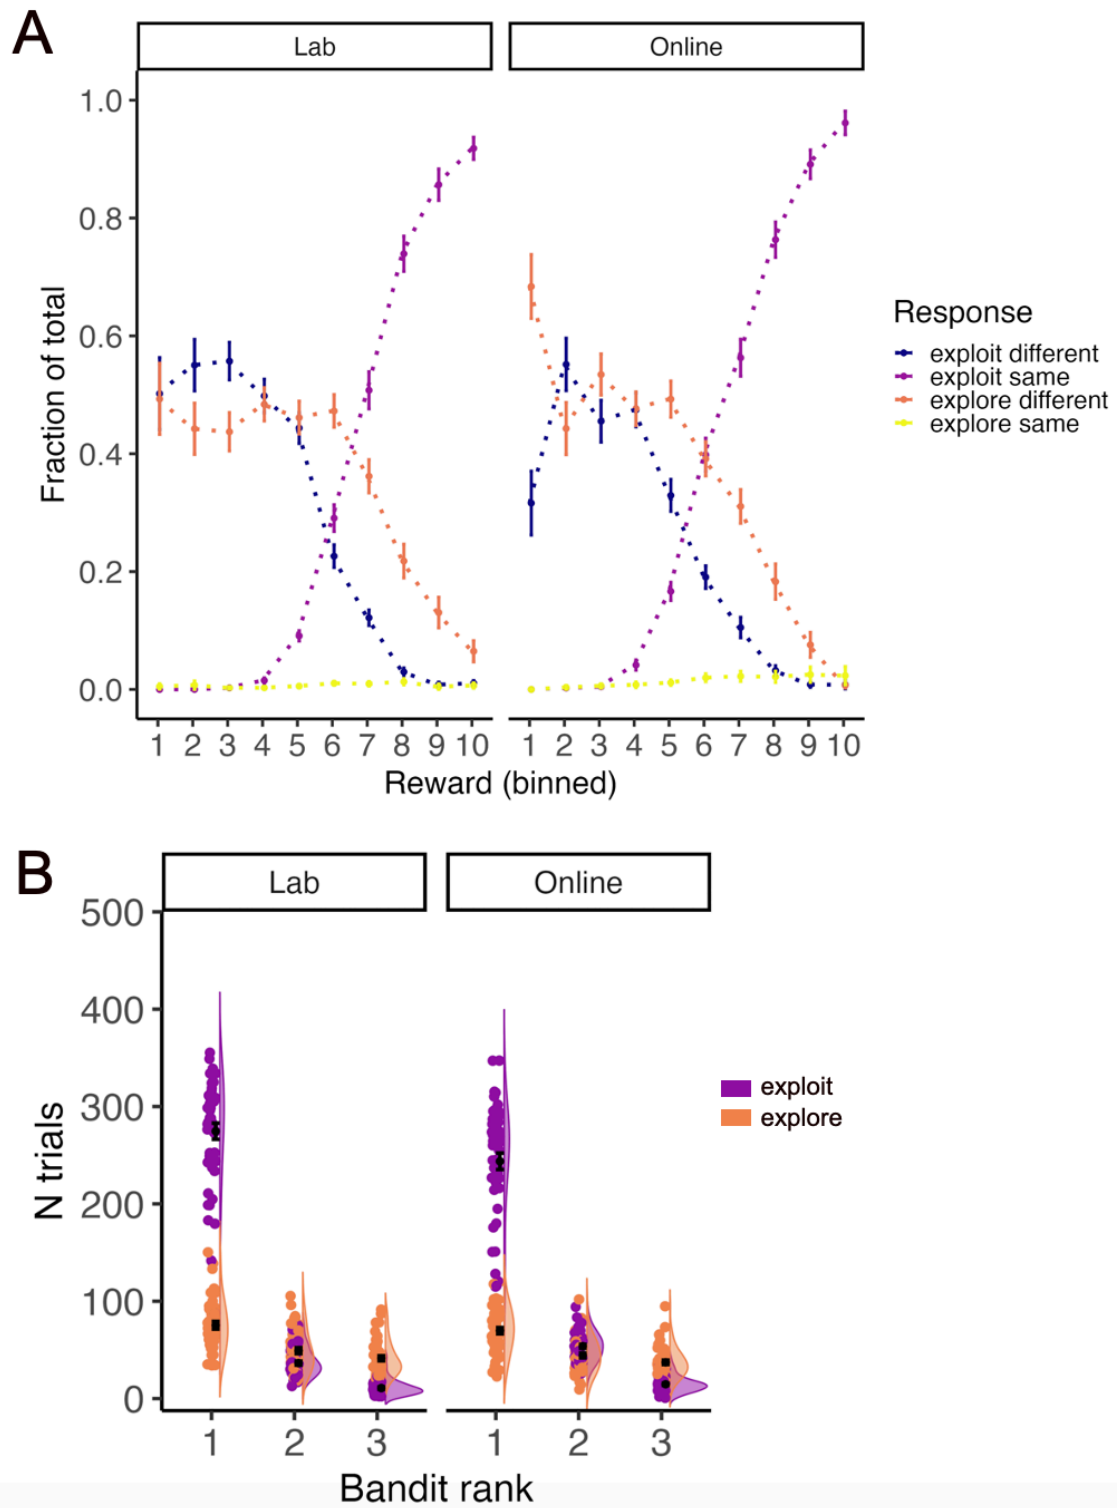 A
Lab Online
1.0
0.8
0.6
0.4
0.2
0.0
Fraction of total
1 2 3 4 5 6 7 8 9 10 1 2 3 4 5 6 7 8 9 10
Reward (binned)
Response
exploit different
exploit same
explore different
explore same
B
Lab Online
500
400
300
200
100
0
N trials
1 2 3 1 2 3
Bandit rank
exploit
explore